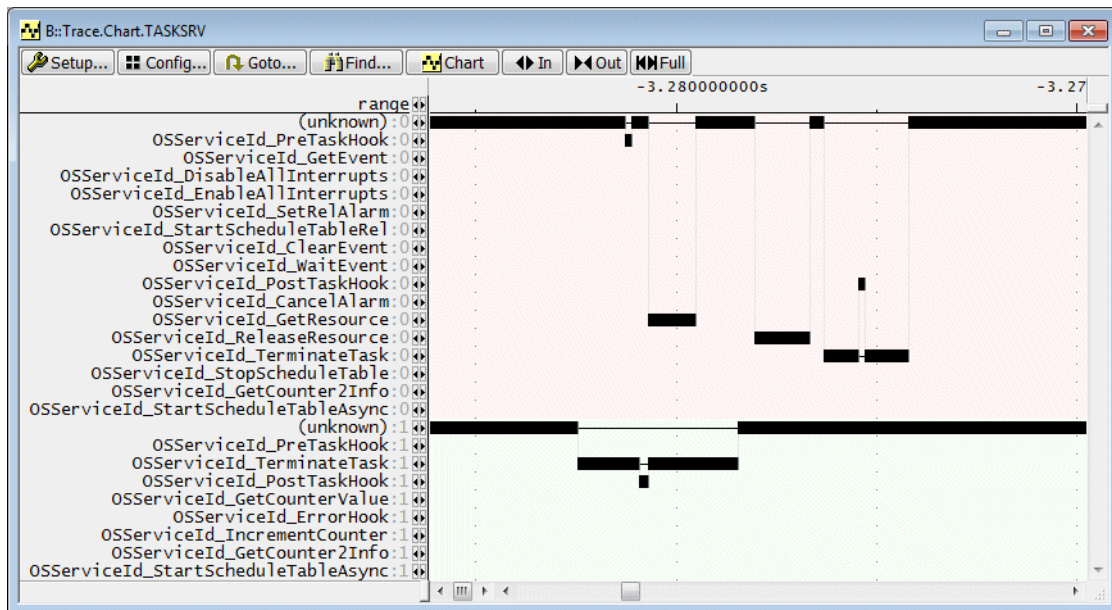 B::Trace.Chart.TASKSRV
Setup... Config... Goto... Find... Chart In Out Full
-3.280000000s -3.27
range
(unknown):0
OSServiceId_PreTaskHook:0
OSServiceId_GetEvent:0
OSServiceId_DisableAllInterrupts:0
OSServiceId_EnableAllInterrupts:0
OSServiceId_SetRelAlarm:0
OSServiceId_StartScheduleTableRel:0
OSServiceId_ClearEvent:0
OSServiceId_WaitEvent:0
OSServiceId_PostTaskHook:0
OSServiceId_CancelAlarm:0
OSServiceId_GetResource:0
OSServiceId_ReleaseResource:0
OSServiceId_TerminateTask:0
OSServiceId_StopScheduleTable:0
OSServiceId_GetCounter2Info:0
OSServiceId_StartScheduleTableAsync:0
(unknown):1
OSServiceId_PreTaskHook:1
OSServiceId_TerminateTask:1
OSServiceId_PostTaskHook:1
OSServiceId_GetCounterValue:1
OSServiceId_ErrorHook:1
OSServiceId_IncrementCounter:1
OSServiceId_GetCounter2Info:1
OSServiceId_StartScheduleTableAsync:1